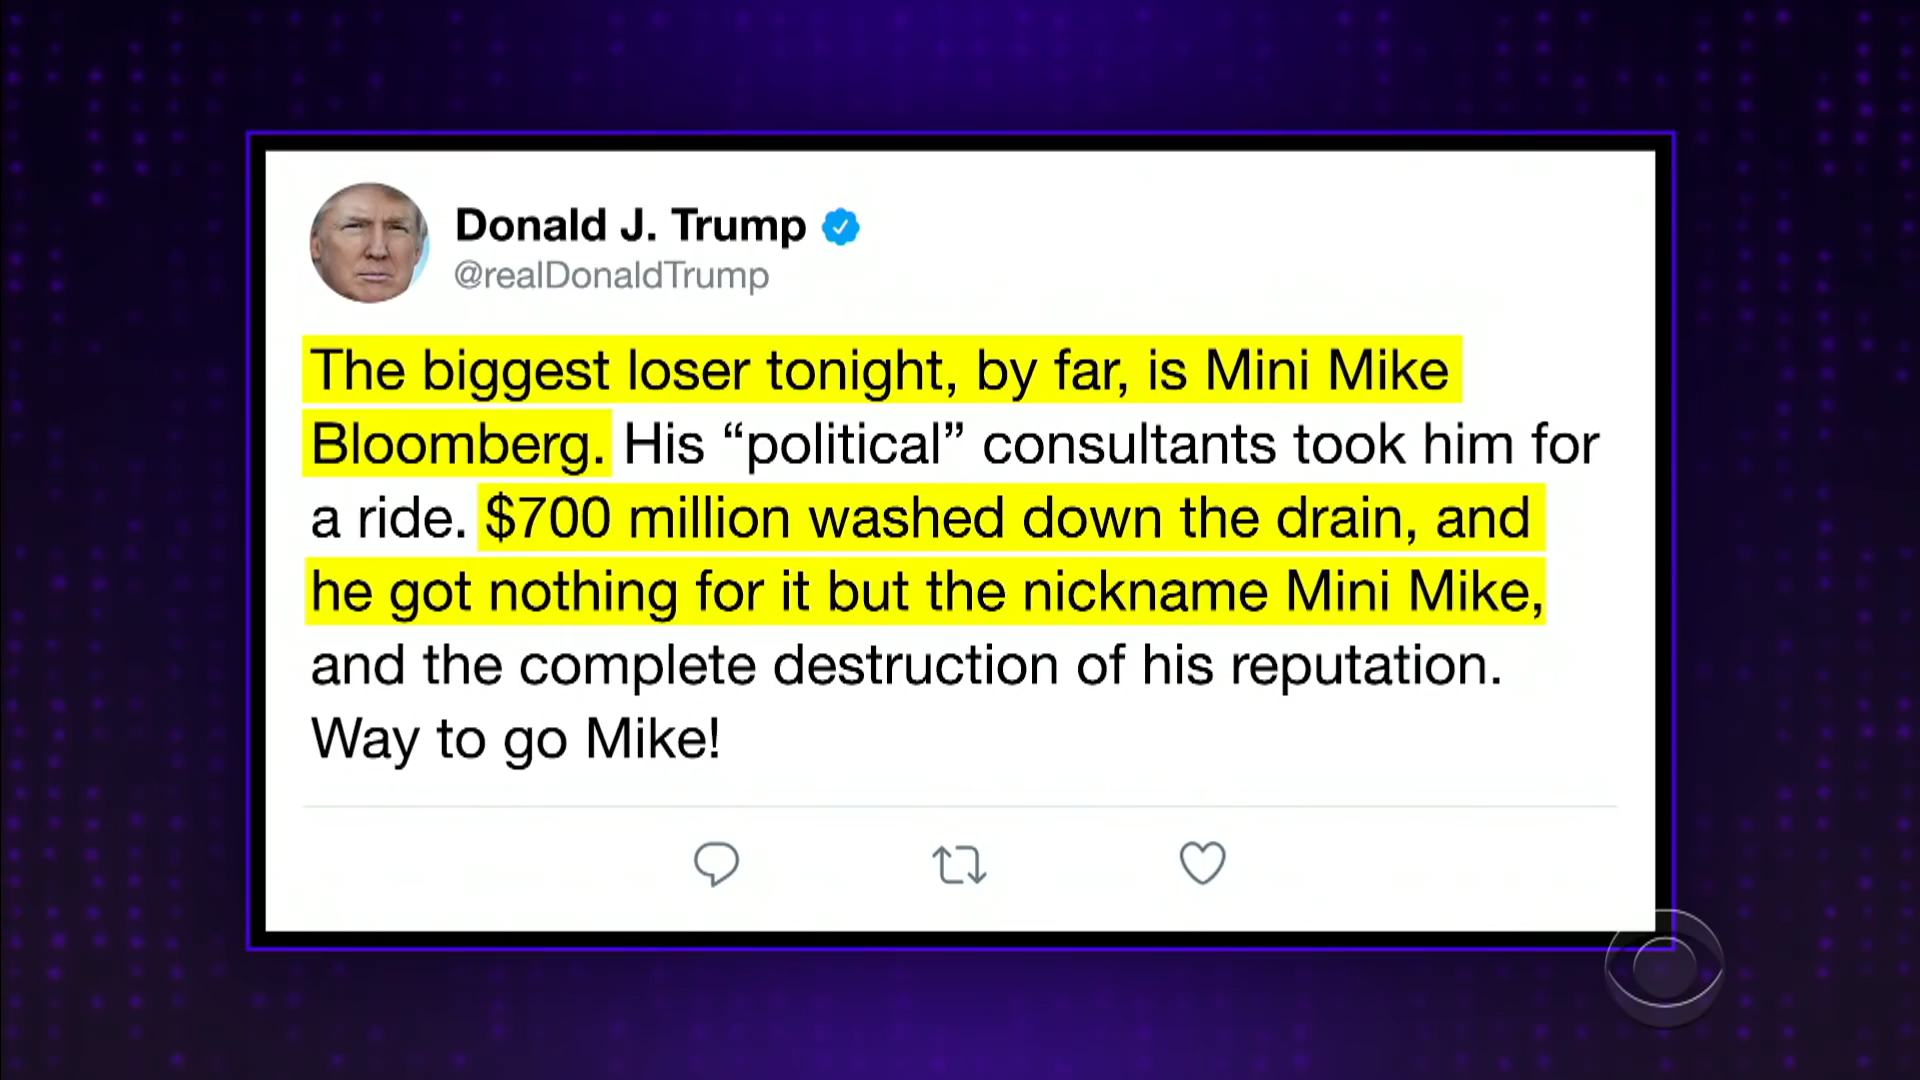 Donald J. Trump
@realDonaldTrump
The biggest loser tonight, by far, is Mini Mike
Bloomberg. His “political” consultants took him for
a ride. $700 million washed down the drain, and
he got nothing for it but the nickname Mini Mike,
and the complete destruction of his reputation.
Way to go Mike!